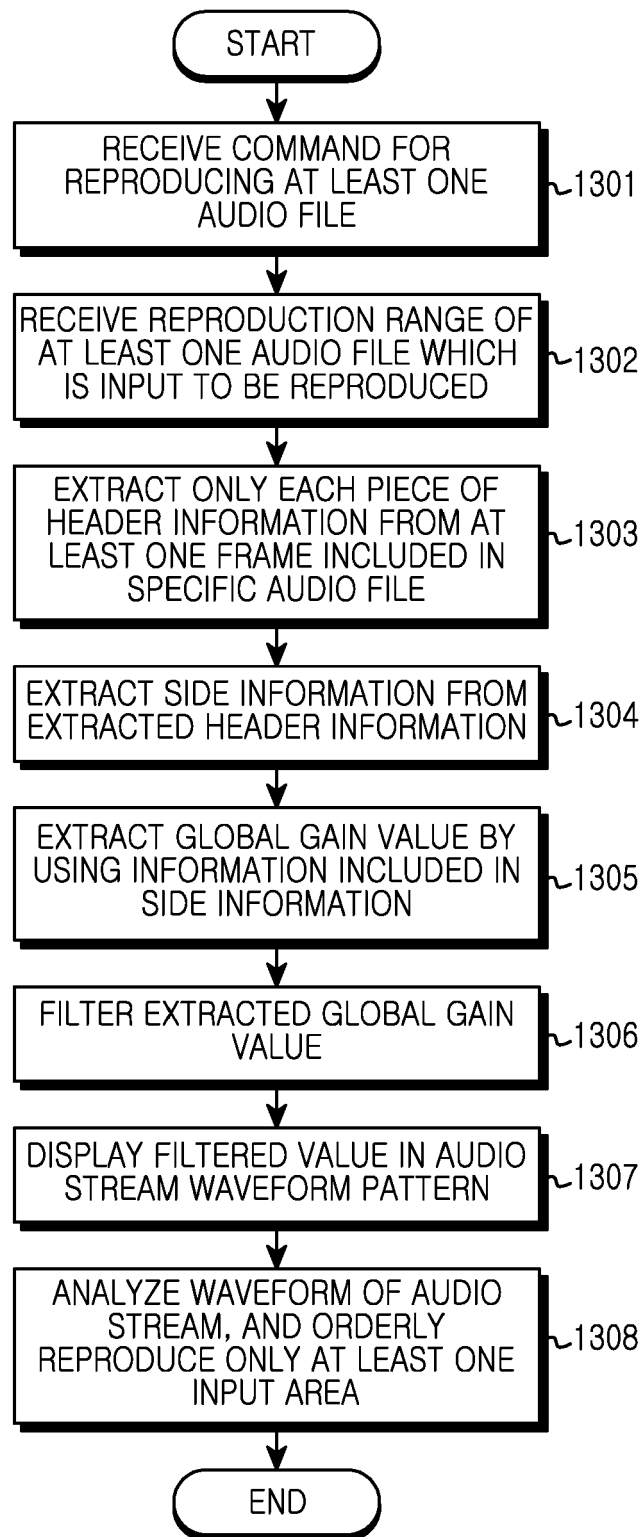 START
RECEIVE COMMAND FOR
REPRODUCING AT LEAST ONE
AUDIO FILE
1301
RECEIVE REPRODUCTION RANGE OF
AT LEAST ONE AUDIO FILE WHICH
IS INPUT TO BE REPRODUCED
1302
EXTRACT ONLY EACH PIECE OF
HEADER INFORMATION FROM AT
LEAST ONE FRAME INCLUDED IN
SPECIFIC AUDIO FILE
1303
EXTRACT SIDE INFORMATION FROM
EXTRACTED HEADER INFORMATION
1304
EXTRACT GLOBAL GAIN VALUE BY
USING INFORMATION INCLUDED IN
SIDE INFORMATION
1305
FILTER EXTRACTED GLOBAL GAIN
VALUE
1306
DISPLAY FILTERED VALUE IN AUDIO
STREAM WAVEFORM PATTERN
1307
ANALYZE WAVEFORM OF AUDIO
STREAM, AND ORDERLY
REPRODUCE ONLY AT LEAST ONE
INPUT AREA
1308
END